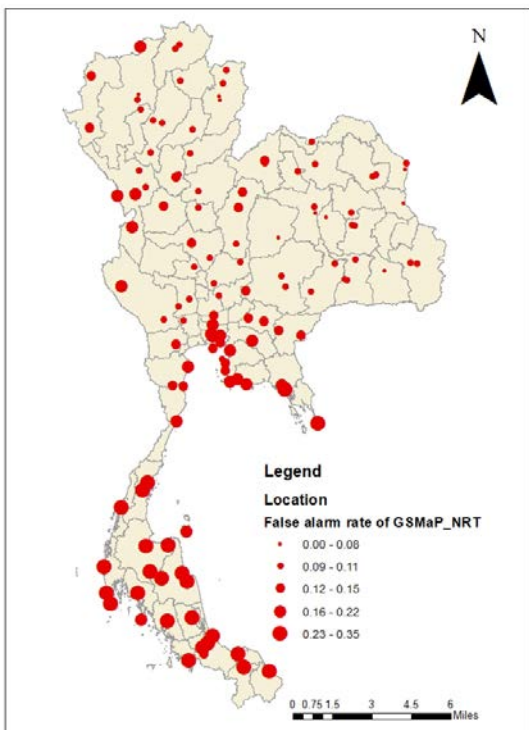 N
Legend
Location
False alarm rate of GSMaP_NRT
0.00 - 0.08
0.09 - 0.11
0.12 - 0.15
0.16 - 0.22
0.23 - 0.35
0 0.75 1.5 3 4.5 6
Miles